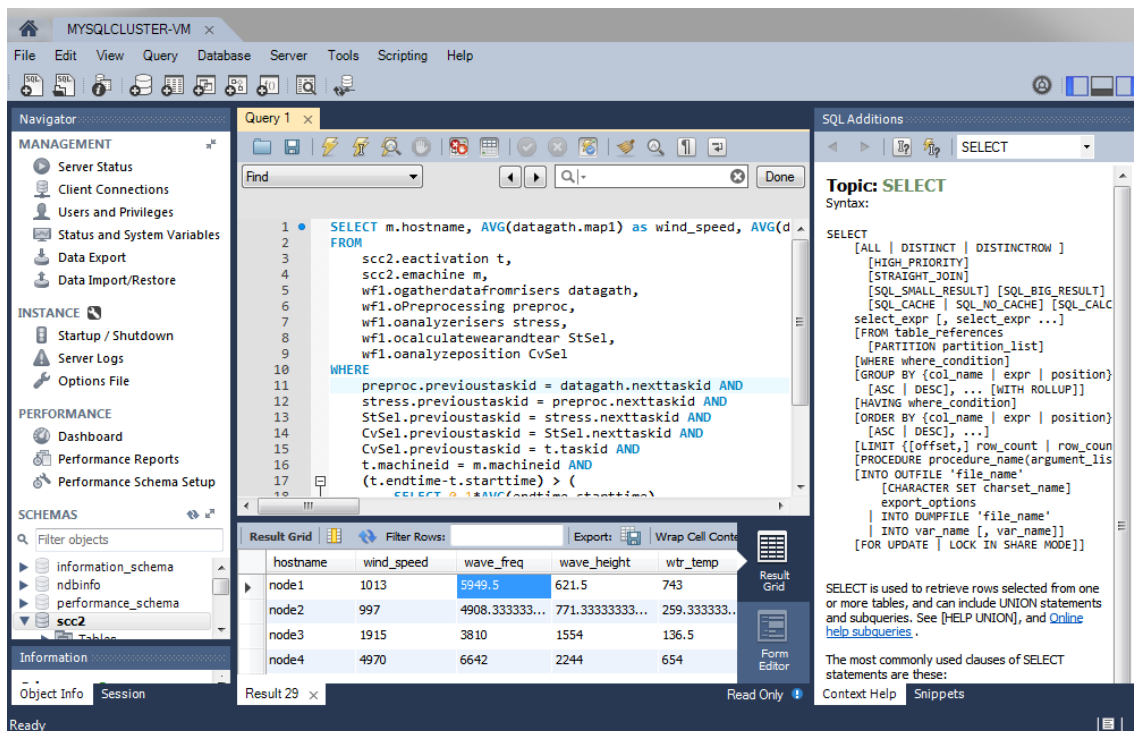 MYSQLCLUSTER-VM ×
File Edit View Query Database Server Tools Scripting Help
Navigator
MANAGEMENT
Server Status
Client Connections
Users and Privileges
Status and System Variables
Data Export
Data Import/Restore
INSTANCE
Startup / Shutdown
Server Logs
Options File
PERFORMANCE
Dashboard
Performance Reports
Performance Schema Setup
SCHEMAS
Filter objects
information_schema
ndbinfo
performance_schema
scc2
Tables
Information
Object Info Session
Query 1 ×
Find Done
1 SELECT m.hostname, AVG(datagath.map1) as wind_speed, AVG(d
2 FROM
3 scc2.eactivation t,
4 scc2.emachine m,
5 wf1.ogatherdatafromrisers datagath,
6 wf1.oPreprocessing preproc,
7 wf1.oanalyzerisers stress,
8 wf1.ocalculatewearandtear StSel,
9 wf1.oanalyzeposition CvSel
10 WHERE
11 preproc.previoustaskid = datagath.nexttaskid AND
12 stress.previoustaskid = preproc.nexttaskid AND
13 StSel.previoustaskid = stress.nexttaskid AND
14 CvSel.previoustaskid = StSel.nexttaskid AND
15 CvSel.previoustaskid = t.taskid AND
16 t.machineid = m.machineid AND
17 (t.endtime-t.starttime) > (
18 SELECT 0.1*AVG(endtime-starttime)
Result Grid Filter Rows: Export: Wrap Cell Conte
hostname wind_speed wave_freq wave_height wtr_temp
node1 1013 5949.5 621.5 743
node2 997 4908.333333... 771.33333333... 259.333333..
node3 1915 3810 1554 136.5
node4 4970 6642 2244 654
Result
Grid
Form
Editor
Result 29 × Read Only
SQL Additions
SELECT
Topic: SELECT
Syntax:
SELECT
[ALL | DISTINCT | DISTINCTROW ]
[HIGH_PRIORITY]
[STRAIGHT_JOIN]
[SQL_SMALL_RESULT] [SQL_BIG_RESULT]
[SQL_CACHE | SQL_NO_CACHE] [SQL_CALC
select_expr [, select_expr ...]
[FROM table_references
[PARTITION partition_list]
[WHERE where_condition]
[GROUP BY {col_name | expr | position}
[ASC | DESC], ... [WITH ROLLUP]]
[HAVING where_condition]
[ORDER BY {col_name | expr | position}
[ASC | DESC], ...]
[LIMIT {[offset,] row_count | row_coun
[PROCEDURE procedure_name(argument_lis
[INTO OUTFILE 'file_name'
[CHARACTER SET charset_name]
export_options
| INTO DUMPFILE 'file_name'
| INTO var_name [, var_name]]
[FOR UPDATE | LOCK IN SHARE MODE]]
SELECT is used to retrieve rows selected from one
or more tables, and can include UNION statements
and subqueries. See [HELP UNION], and Online
help subqueries .
The most commonly used clauses of SELECT
statements are these:
Context Help Snippets
Ready